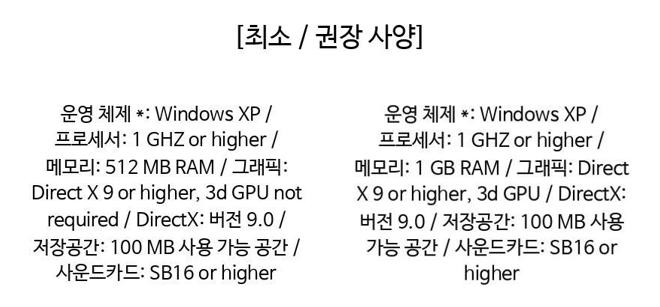 [최소 / 권장 사양]
운영 체제 *: Windows XP /
프로세서: 1 GHZ or higher /
메모리: 512 MB RAM / 그래픽:
Direct X 9 or higher, 3d GPU not
required / DirectX: 버전 9.0 /
저장공간: 100 MB 사용 가능 공간 /
사운드카드: SB16 or higher
운영 체제 *: Windows XP /
프로세서: 1 GHZ or higher /
메모리: 1 GB RAM / 그래픽: Direct
X 9 or higher, 3d GPU / DirectX:
버전 9.0 / 저장공간: 100 MB 사용
가능 공간 / 사운드카드: SB16 or
higher